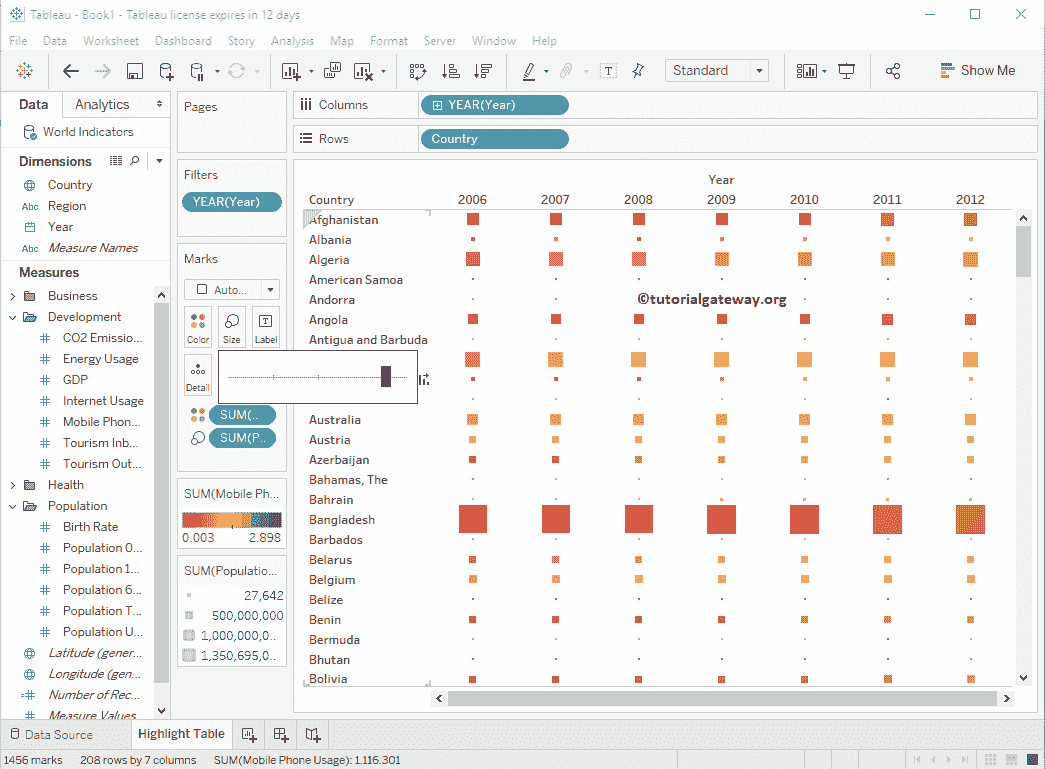 Tableau - Book1 - Tableau license expires in 12 days
File Data Worksheet Dashboard Story Analysis Map Format Server Window Help
Standard
Show Me
Data Analytics
World Indicators
Dimensions
Country
Abc Region
Year
Abc Measure Names
Measures
Business
Development
CO2 Emissio...
Energy Usage
GDP
Internet Usage
Mobile Phon...
Tourism Inb...
Tourism Out...
Health
Population
Birth Rate
Population 0...
Population 1...
Population 6...
Population T...
Population U...
Latitude (gener...
Longitude (gen...
Number of Rec...
Measure Values
Pages
Filters
YEAR(Year)
Marks
Auto...
Color Size Label
Detail
SUM(..
SUM(P..
SUM(Mobile Ph...
0.003 2.898
SUM(Populatio...
27,642
500,000,000
1,000,000,0..
1,350,695,0..
Columns YEAR(Year)
Rows Country
Year
Country 2006 2007 2008 2009 2010 2011 2012
Afghanistan
Albania
Algeria
American Samoa
Andorra
©tutorialgateway.org
Angola
Antigua and Barbuda
Australia
Austria
Azerbaijan
Bahamas, The
Bahrain
Bangladesh
Barbados
Belarus
Belgium
Belize
Benin
Bermuda
Bhutan
Bolivia
Data Source Highlight Table
1456 marks 208 rows by 7 columns SUM(Mobile Phone Usage): 1,116.301